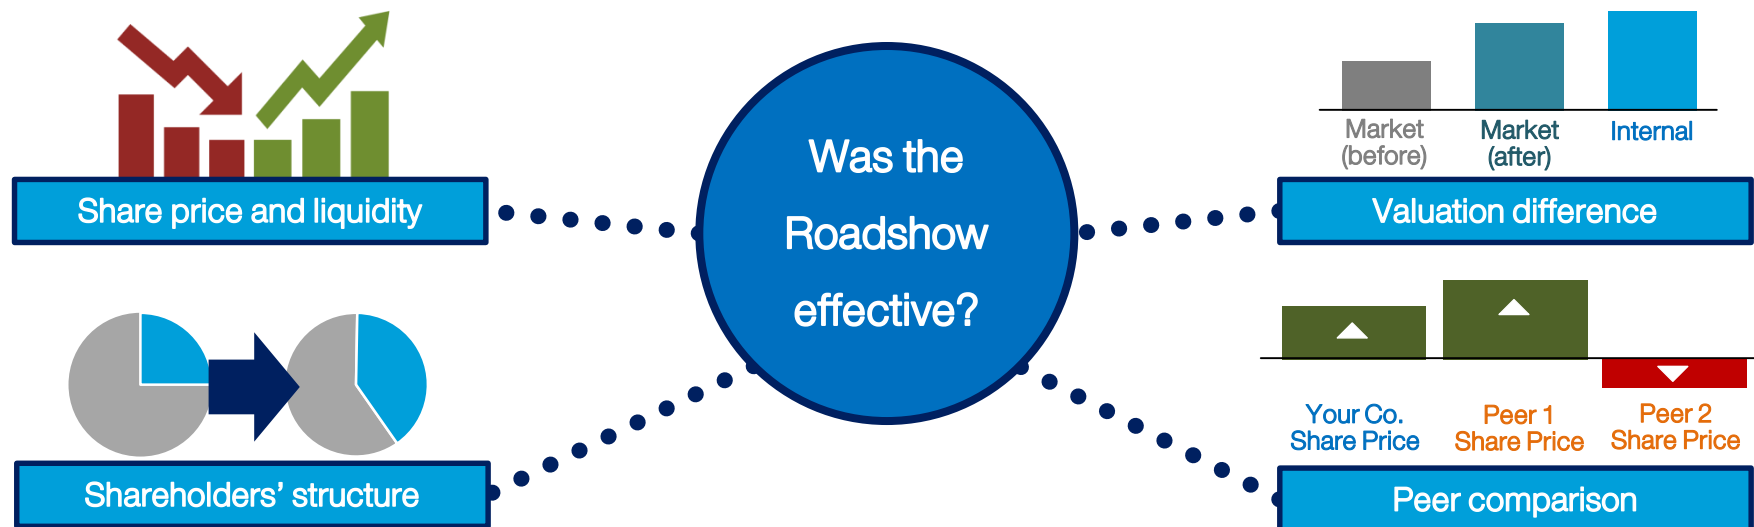 Share price and liquidity
Shareholders’ structure
Was the
Roadshow
effective?
Market
(before)
Market
(after)
Internal
Valuation difference
Your Co.
Share Price
Peer 1
Share Price
Peer 2
Share Price
Peer comparison